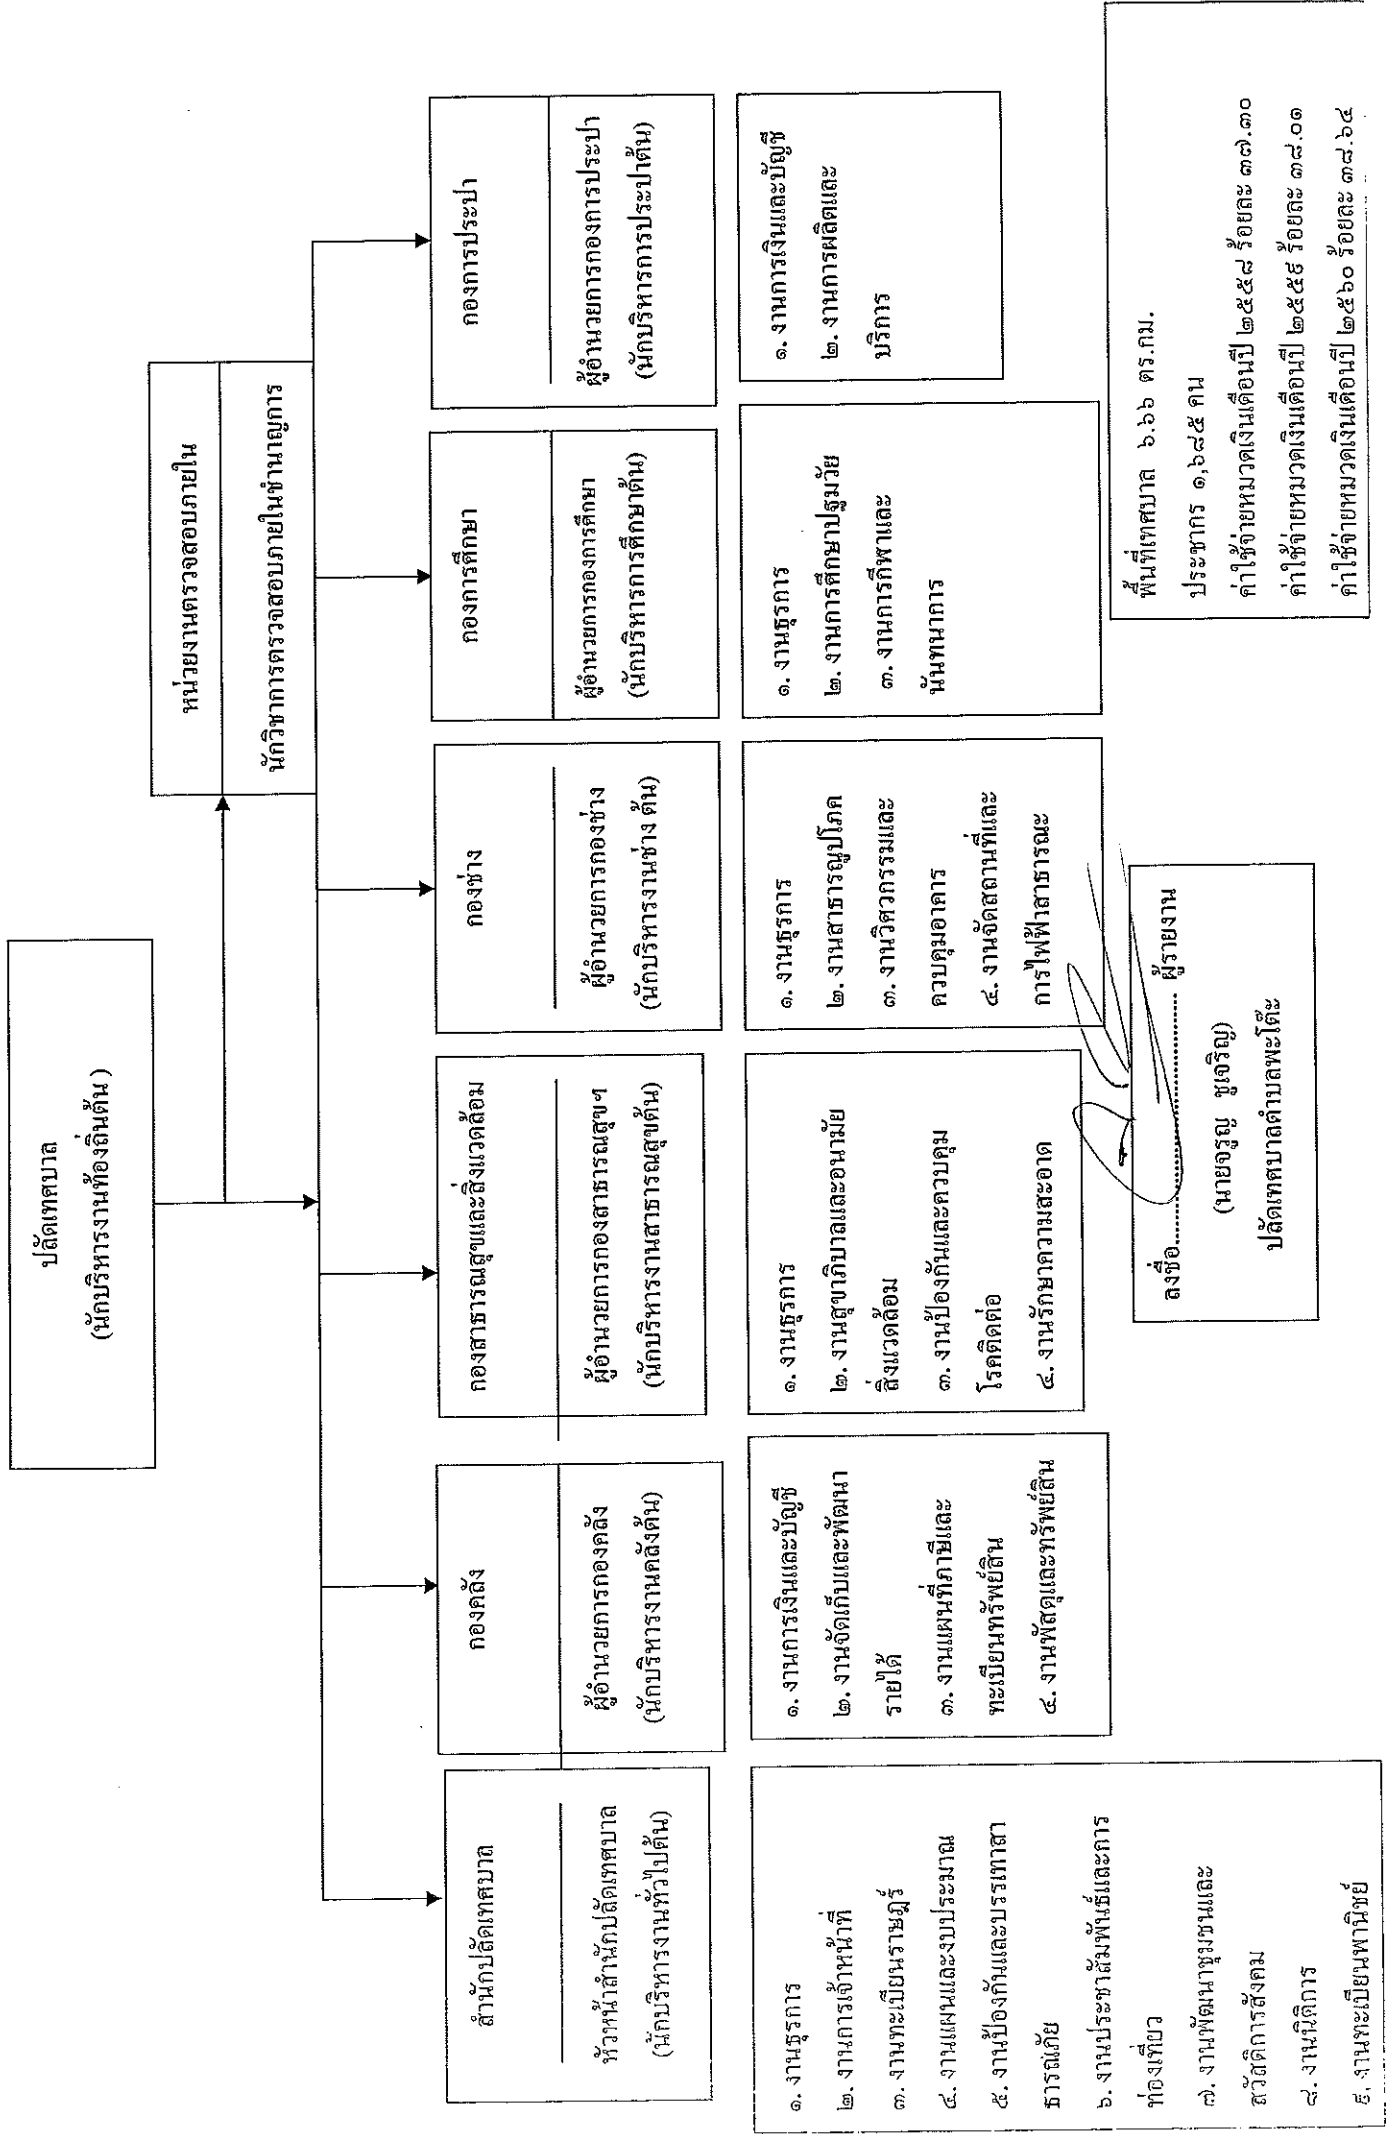 ปลัดเทศบาล
(นักบริหารงานท้องถิ่นต้น )
หน่วยงานตรวจสอบภายใน
นักวิชาการตรวจสอบภายในชำนาญการ
สำนักปลัดเทศบาล
หัวหน้าสำนักปลัดเทศบาล
(นักบริหารงานทั่วไปต้น)
กองคลัง
ผู้อำนวยการกองคลัง
(นักบริหารงานคลังต้น)
กองสาธารณสุขและสิ่งแวดล้อม
ผู้อำนวยการกองสาธารณสุขฯ
(นักบริหารงานสาธารณสุขต้น)
กองช่าง
ผู้อำนวยการกองช่าง
(นักบริหารงานช่าง ต้น)
กองการศึกษา
ผู้อำนวยการกองการศึกษา
(นักบริหารการศึกษาต้น)
กองการประปา
ผู้อำนวยการกองการประปา
(นักบริหารการประปาต้น)
๑. งานธุรการ
๒. งานการเจ้าหน้าที่
๓. งานทะเบียนราษฎร์
๔. งานแผนและงบประมาณ
๕. งานป้องกันและบรรเทาสา
ธารณภัย
๖. งานประชาสัมพันธ์และการ
ท่องเที่ยว
๗. งานพัฒนาชุมชนและ
สวัสดิการสังคม
๘. งานนิติการ
๙. งานทะเบียนพานิชย์
๑. งานการเงินและบัญชี
๒. งานจัดเก็บและพัฒนา
รายได้
๓. งานแผนที่ภาษีและ
ทะเบียนทรัพย์สิน
๔. งานพัสดุและทรัพย์สิน
๑. งานธุรการ
๒. งานสุขาภิบาลและอนามัย
สิ่งแวดล้อม
๓. งานป้องกันและควบคุม
โรคติดต่อ
๔. งานรักษาความสะอาด
๑. งานธุรการ
๒. งานสาธารณูปโภค
๓. งานวิศวกรรมและ
ควบคุมอาคาร
๔. งานจัดสถานที่และ
การไฟฟ้าสาธารณะ
๑. งานธุรการ
๒. งานการศึกษาปฐมวัย
๓. งานการกีฬาและ
นันทนาการ
๑. งานการเงินและบัญชี
๒. งานการผลิตและ
บริการ
ลงชื่อ........................... ผู้รายงาน
(นายจรูญ ชูเจริญ)
ปลัดเทศบาลตำบลพะโต๊ะ
พื้นที่เทศบาล ๖.๖๖ ตร.กม.
ประชากร ๑,๖๘๕ คน
ค่าใช้จ่ายหมวดเงินเดือนปี ๒๕๕๘ ร้อยละ ๓๗.๓๐
ค่าใช้จ่ายหมวดเงินเดือนปี ๒๕๕๙ ร้อยละ ๓๘.๐๑
ค่าใช้จ่ายหมวดเงินเดือนปี ๒๕๖๐ ร้อยละ ๓๘.๖๔